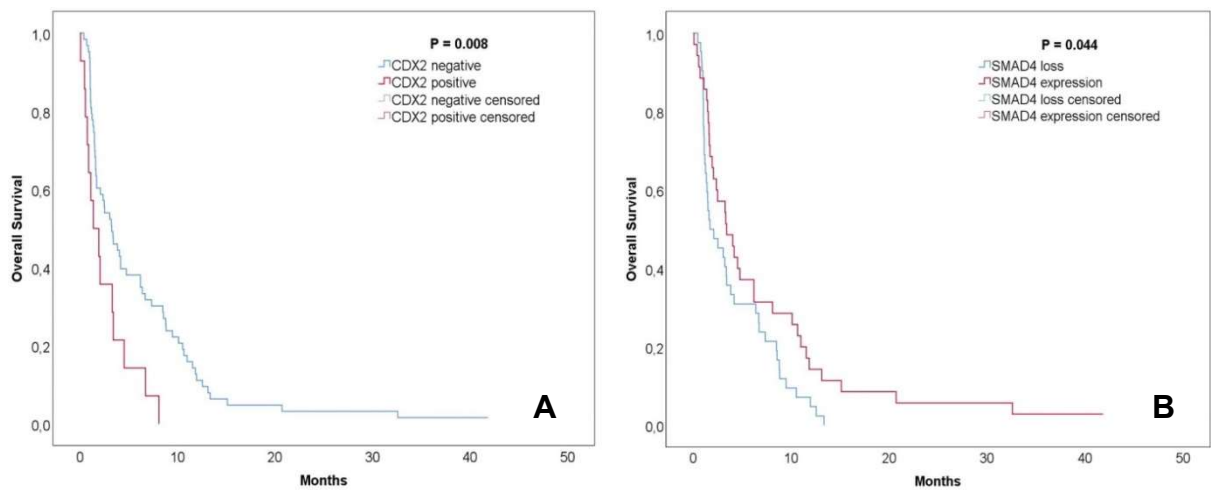 P = 0.008
CDX2 negative
CDX2 positive
CDX2 negative censored
CDX2 positive censored
Overall Survival
1,0
0,8
0,6
0,4
0,2
0,0
A
0 10 20 30 40 50
Months
P = 0.044
SMAD4 loss
SMAD4 expression
SMAD4 loss censored
SMAD4 expression censored
Overall Survival
1,0
0,8
0,6
0,4
0,2
0,0
B
0 10 20 30 40 50
Months